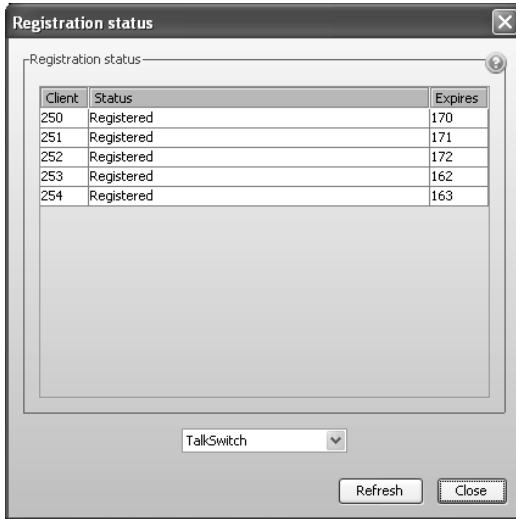 Registration status
Registration status
Client Status Expires
250 Registered 170
251 Registered 171
252 Registered 172
253 Registered 162
254 Registered 163
TalkSwitch
Refresh Close